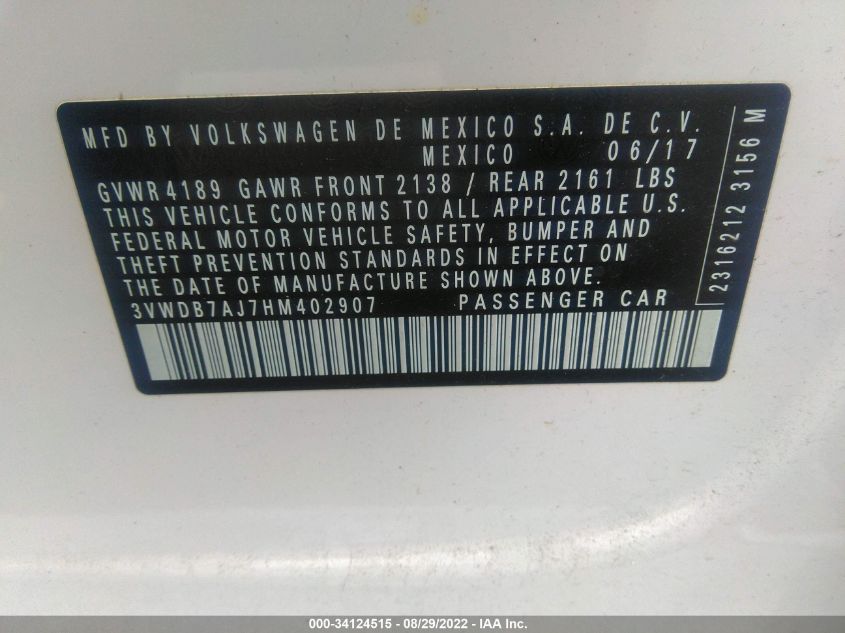 MFD BY VOLKSWAGEN DE MEXICO S.A. DE C.V.
MEXICO 06/17
GVWR 4189 GAWR FRONT 2138 / REAR 2161 LBS
THIS VEHICLE CONFORMS TO ALL APPLICABLE U.S.
FEDERAL MOTOR VEHICLE SAFETY, BUMPER AND
THEFT PREVENTION STANDARDS IN EFFECT ON
THE DATE OF MANUFACTURE SHOWN ABOVE.
3VWDB7AJ7HM402907 PASSENGER CAR
2316212 3156 M
000-34124515 - 08/29/2022 - IAA Inc.